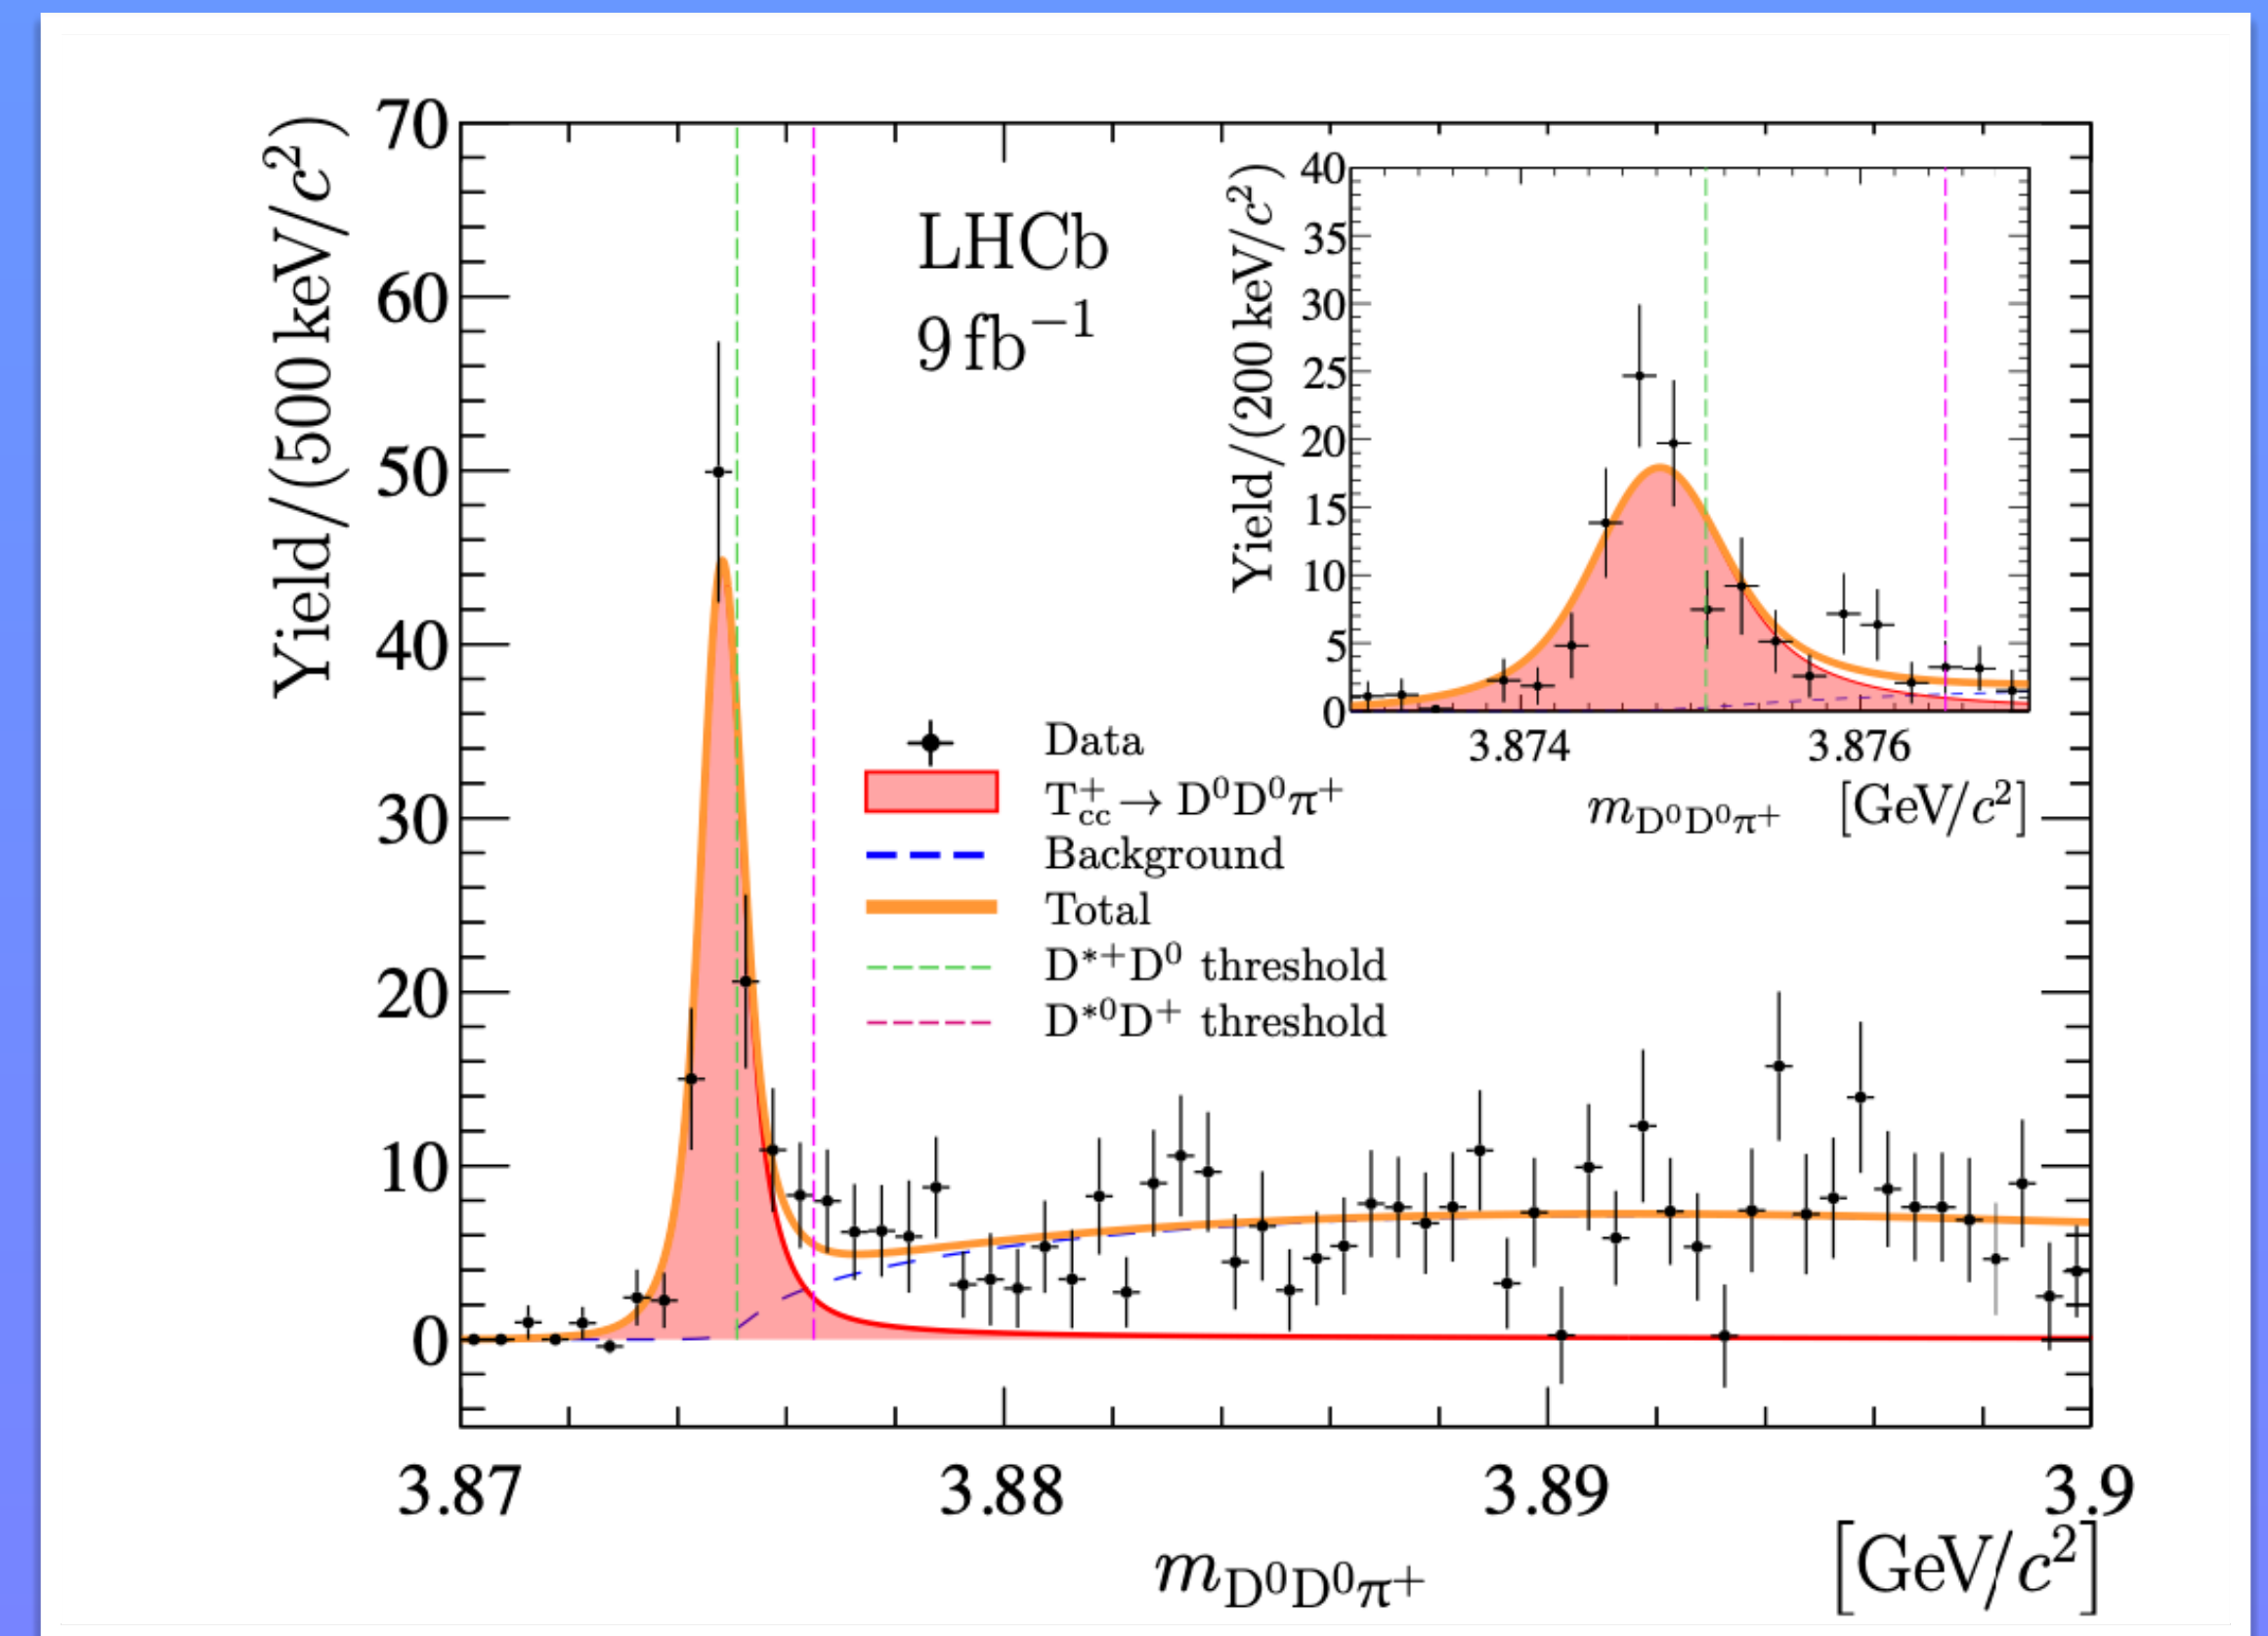 Yield/(500 keV/c²)
70
60
50
40
30
20
10
0
LHCb
9 fb⁻¹
Data
T⁺cc → D⁰D⁰π⁺
Background
Total
D*⁺D⁰ threshold
D*⁰D⁺ threshold
Yield/(200 keV/c²)
40
35
30
25
20
15
10
5
0
3.874 3.876
m D⁰D⁰π⁺ [GeV/c²]
3.87 3.88 3.89 3.9
m D⁰D⁰π⁺ [GeV/c²]